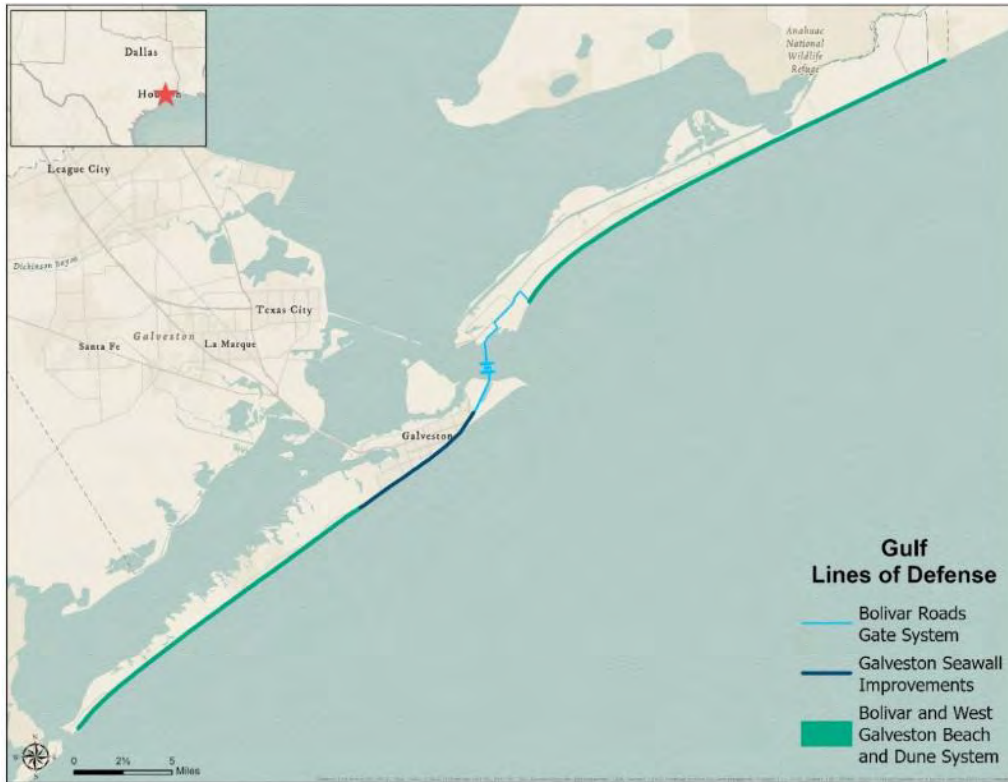 Dallas
Houston
Anahuac
National
Wildlife
Refuge
League City
Dickinson Bayou
Texas City
Galveston
Santa Fe
La Marque
Galveston
Gulf
Lines of Defense
Bolivar Roads
Gate System
Galveston Seawall
Improvements
Bolivar and West
Galveston Beach
and Dune System
N
0 2½ 5
Miles